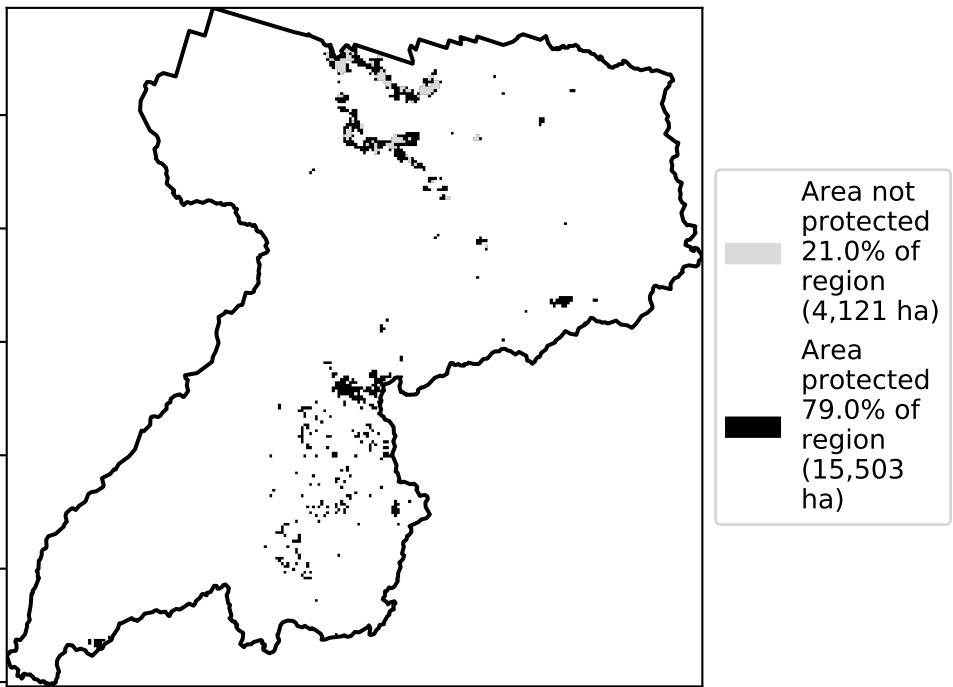 Area not
protected
21.0% of
region
(4,121 ha)
Area
protected
79.0% of
region
(15,503
ha)